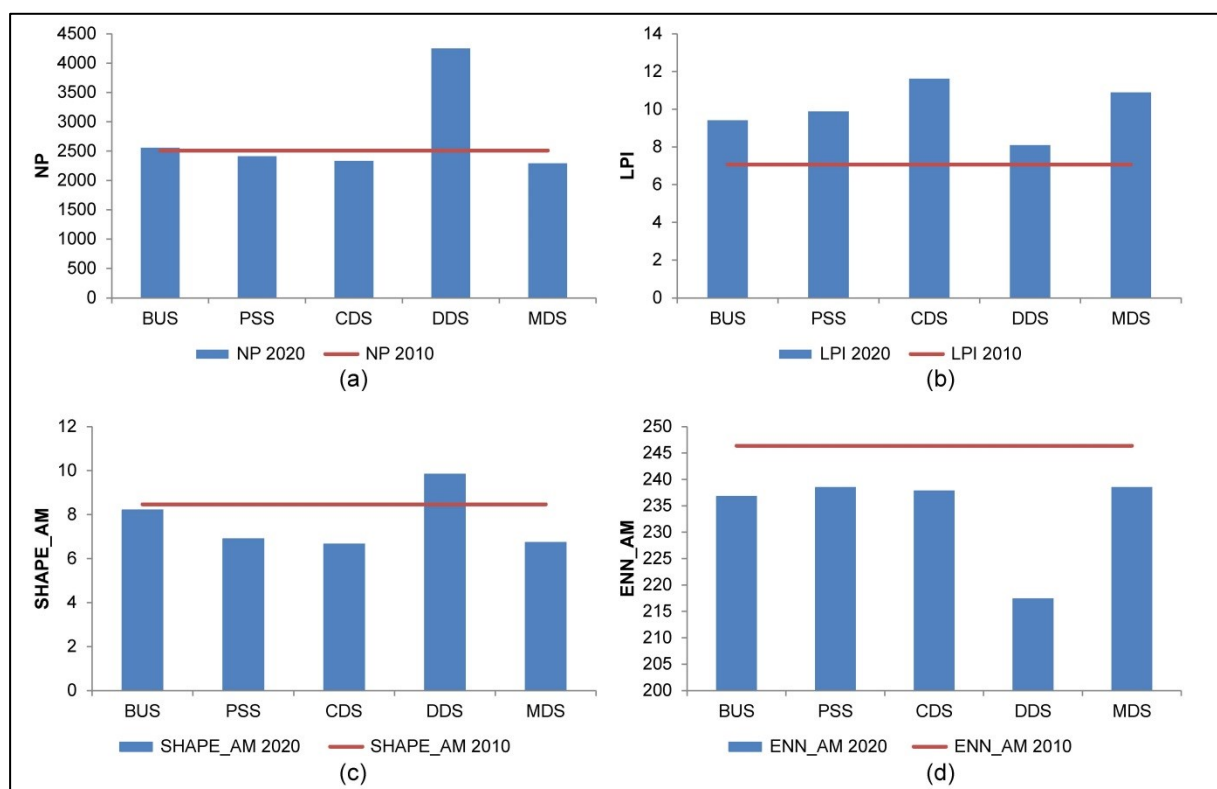 NP
4500
4000
3500
3000
2500
2000
1500
1000
500
0
BUS PSS CDS DDS MDS
NP 2020 NP 2010
(a)
LPI
14
12
10
8
6
4
2
0
BUS PSS CDS DDS MDS
LPI 2020 LPI 2010
(b)
SHAPE_AM
12
10
8
6
4
2
0
BUS PSS CDS DDS MDS
SHAPE_AM 2020 SHAPE_AM 2010
(c)
ENN_AM
250
245
240
235
230
225
220
215
210
205
200
BUS PSS CDS DDS MDS
ENN_AM 2020 ENN_AM 2010
(d)